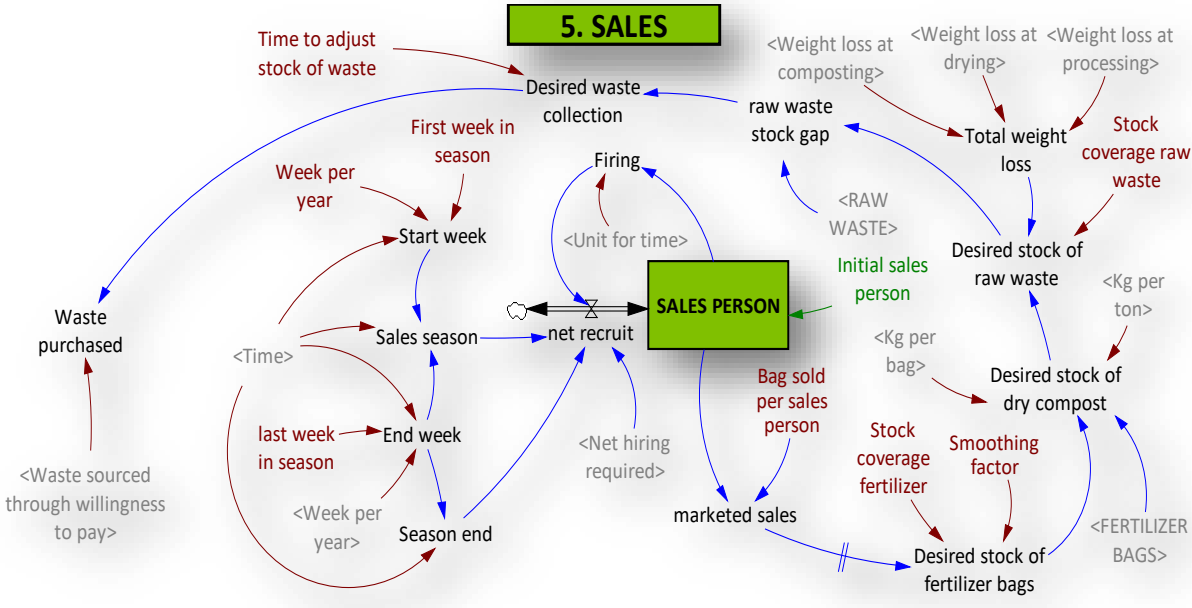 5. SALES
Time to adjust
stock of waste
<Weight loss at
composting>
<Weight loss at
drying>
<Weight loss at
processing>
Desired waste
collection
raw waste
stock gap
Total weight
loss
Stock
coverage raw
waste
First week in
season
Week per
year
Firing
<Unit for time>
<RAW
WASTE>
Start week
Desired stock of
raw waste
Initial sales
person
SALES PERSON
<Kg per
ton>
Waste
purchased
<Time>
Sales season
net recruit
<Kg per
bag>
Desired stock of
dry compost
Bag sold
per sales
person
last week
in season
End week
<Net hiring
required>
Stock
coverage
fertilizer
Smoothing
factor
<Waste sourced
through willingness
to pay>
<Week per
year>
Season end
marketed sales
<FERTILIZER
BAGS>
Desired stock of
fertilizer bags